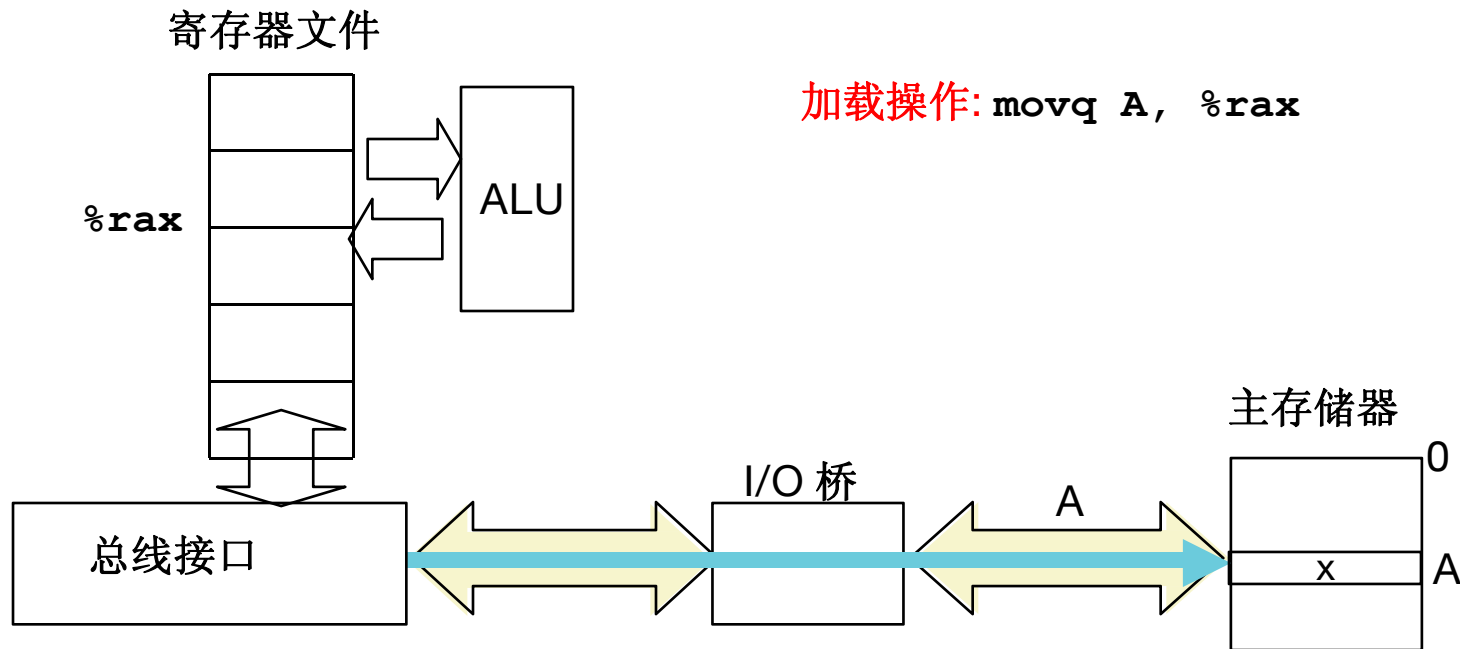 寄存器文件
加载操作: movq A, %rax
ALU
%rax
主存储器
0
I/O 桥
A
总线接口
x
A